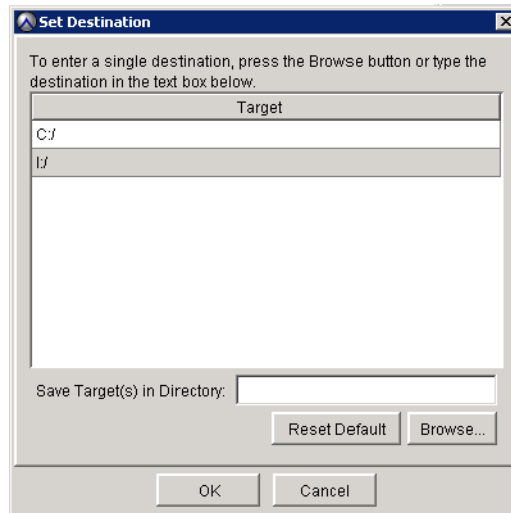 Set Destination
To enter a single destination, press the Browse button or type the
destination in the text box below.
Target
C:/
I:/
Save Target(s) in Directory:
Reset Default Browse...
OK Cancel